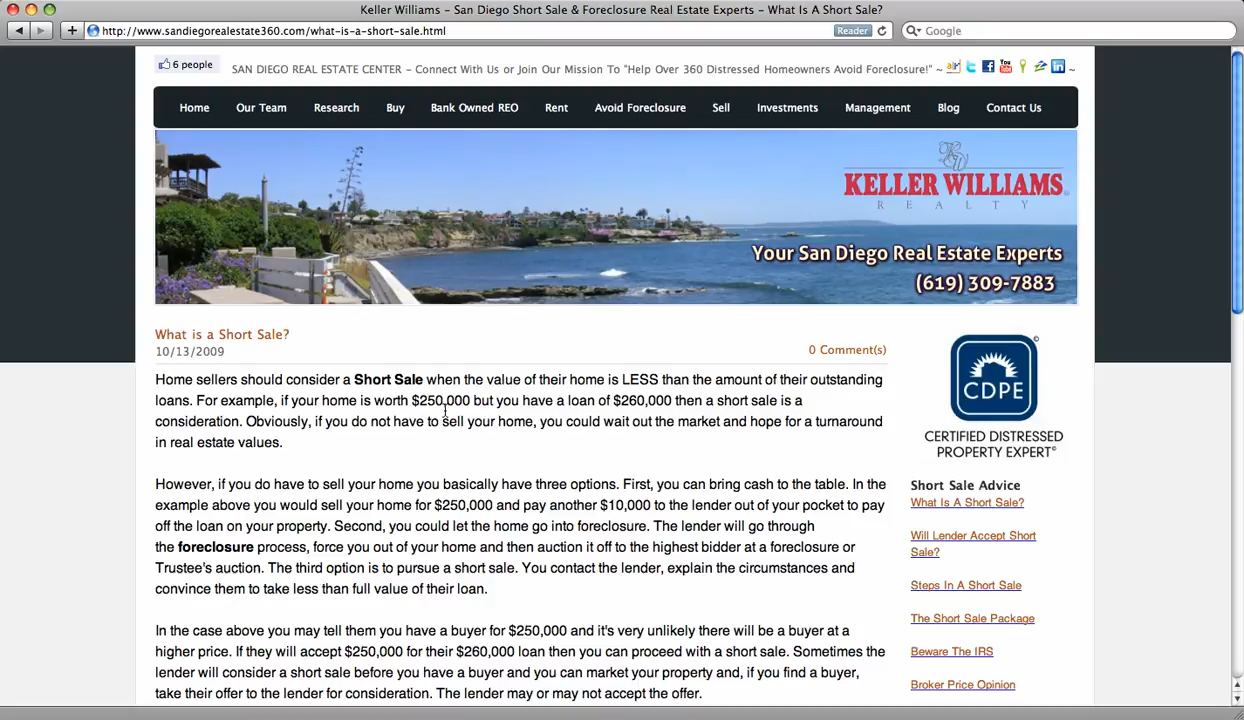 Keller Williams – San Diego Short Sale & Foreclosure Real Estate Experts – What Is A Short Sale?
http://www.sandiegorealestate360.com/what-is-a-short-sale.html
Reader
Google
6 people
SAN DIEGO REAL ESTATE CENTER – Connect With Us or Join Our Mission To "Help Over 360 Distressed Homeowners Avoid Foreclosure!" ~
~
Home Our Team Research Buy Bank Owned REO Rent Avoid Foreclosure Sell Investments Management Blog Contact Us
KELLER WILLIAMS
REALTY
Your San Diego Real Estate Experts
(619) 309-7883
What is a Short Sale?
10/13/2009
0 Comment(s)
Home sellers should consider a Short Sale when the value of their home is LESS than the amount of their outstanding
loans. For example, if your home is worth $250,000 but you have a loan of $260,000 then a short sale is a
consideration. Obviously, if you do not have to sell your home, you could wait out the market and hope for a turnaround
in real estate values.
However, if you do have to sell your home you basically have three options. First, you can bring cash to the table. In the
example above you would sell your home for $250,000 and pay another $10,000 to the lender out of your pocket to pay
off the loan on your property. Second, you could let the home go into foreclosure. The lender will go through
the foreclosure process, force you out of your home and then auction it off to the highest bidder at a foreclosure or
Trustee's auction. The third option is to pursue a short sale. You contact the lender, explain the circumstances and
convince them to take less than full value of their loan.
In the case above you may tell them you have a buyer for $250,000 and it's very unlikely there will be a buyer at a
higher price. If they will accept $250,000 for their $260,000 loan then you can proceed with a short sale. Sometimes the
lender will consider a short sale before you have a buyer and you can market your property and, if you find a buyer,
take their offer to the lender for consideration. The lender may or may not accept the offer.
CDPE
CERTIFIED DISTRESSED
PROPERTY EXPERT©
Short Sale Advice
What Is A Short Sale?
Will Lender Accept Short
Sale?
Steps In A Short Sale
The Short Sale Package
Beware The IRS
Broker Price Opinion